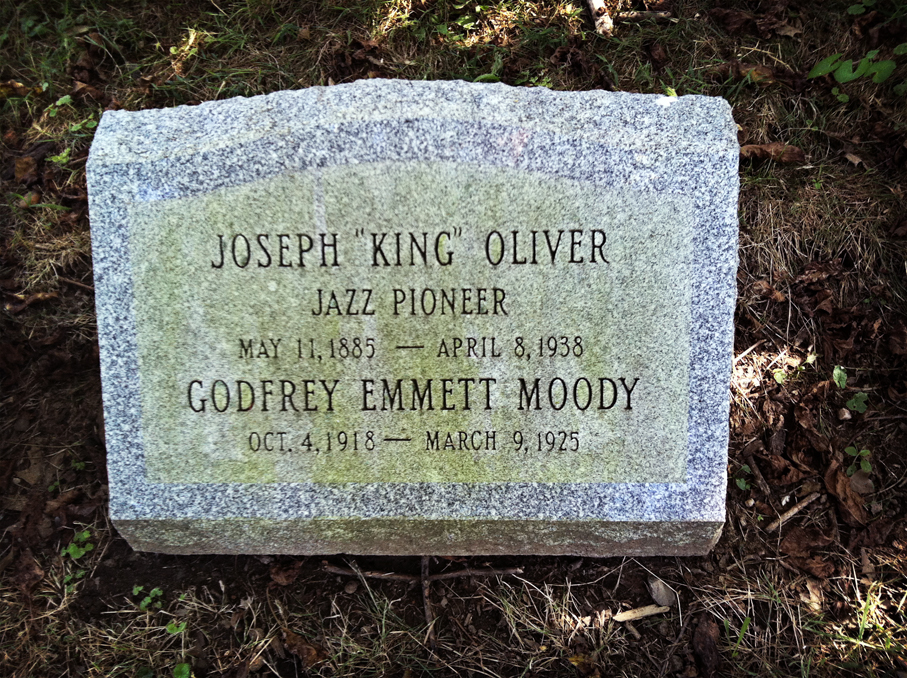 JOSEPH "KING" OLIVER
JAZZ PIONEER
MAY 11, 1885 — APRIL 8, 1938
GODFREY EMMETT MOODY
OCT. 4, 1918 — MARCH 9, 1925